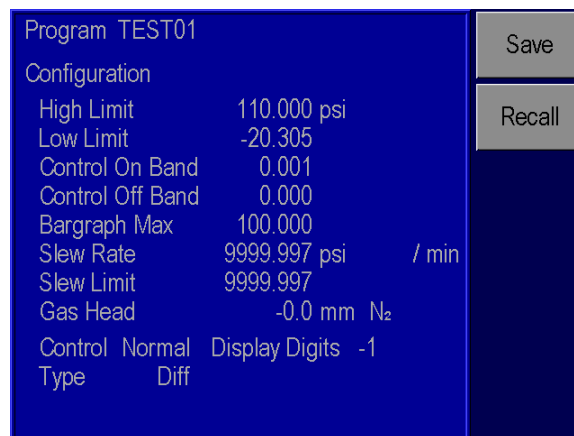 Program TEST01
Save
Configuration
High Limit 110.000 psi
Recall
Low Limit -20.305
Control On Band 0.001
Control Off Band 0.000
Bargraph Max 100.000
Slew Rate 9999.997 psi / min
Slew Limit 9999.997
Gas Head -0.0 mm N₂
Control Normal Display Digits -1
Type Diff